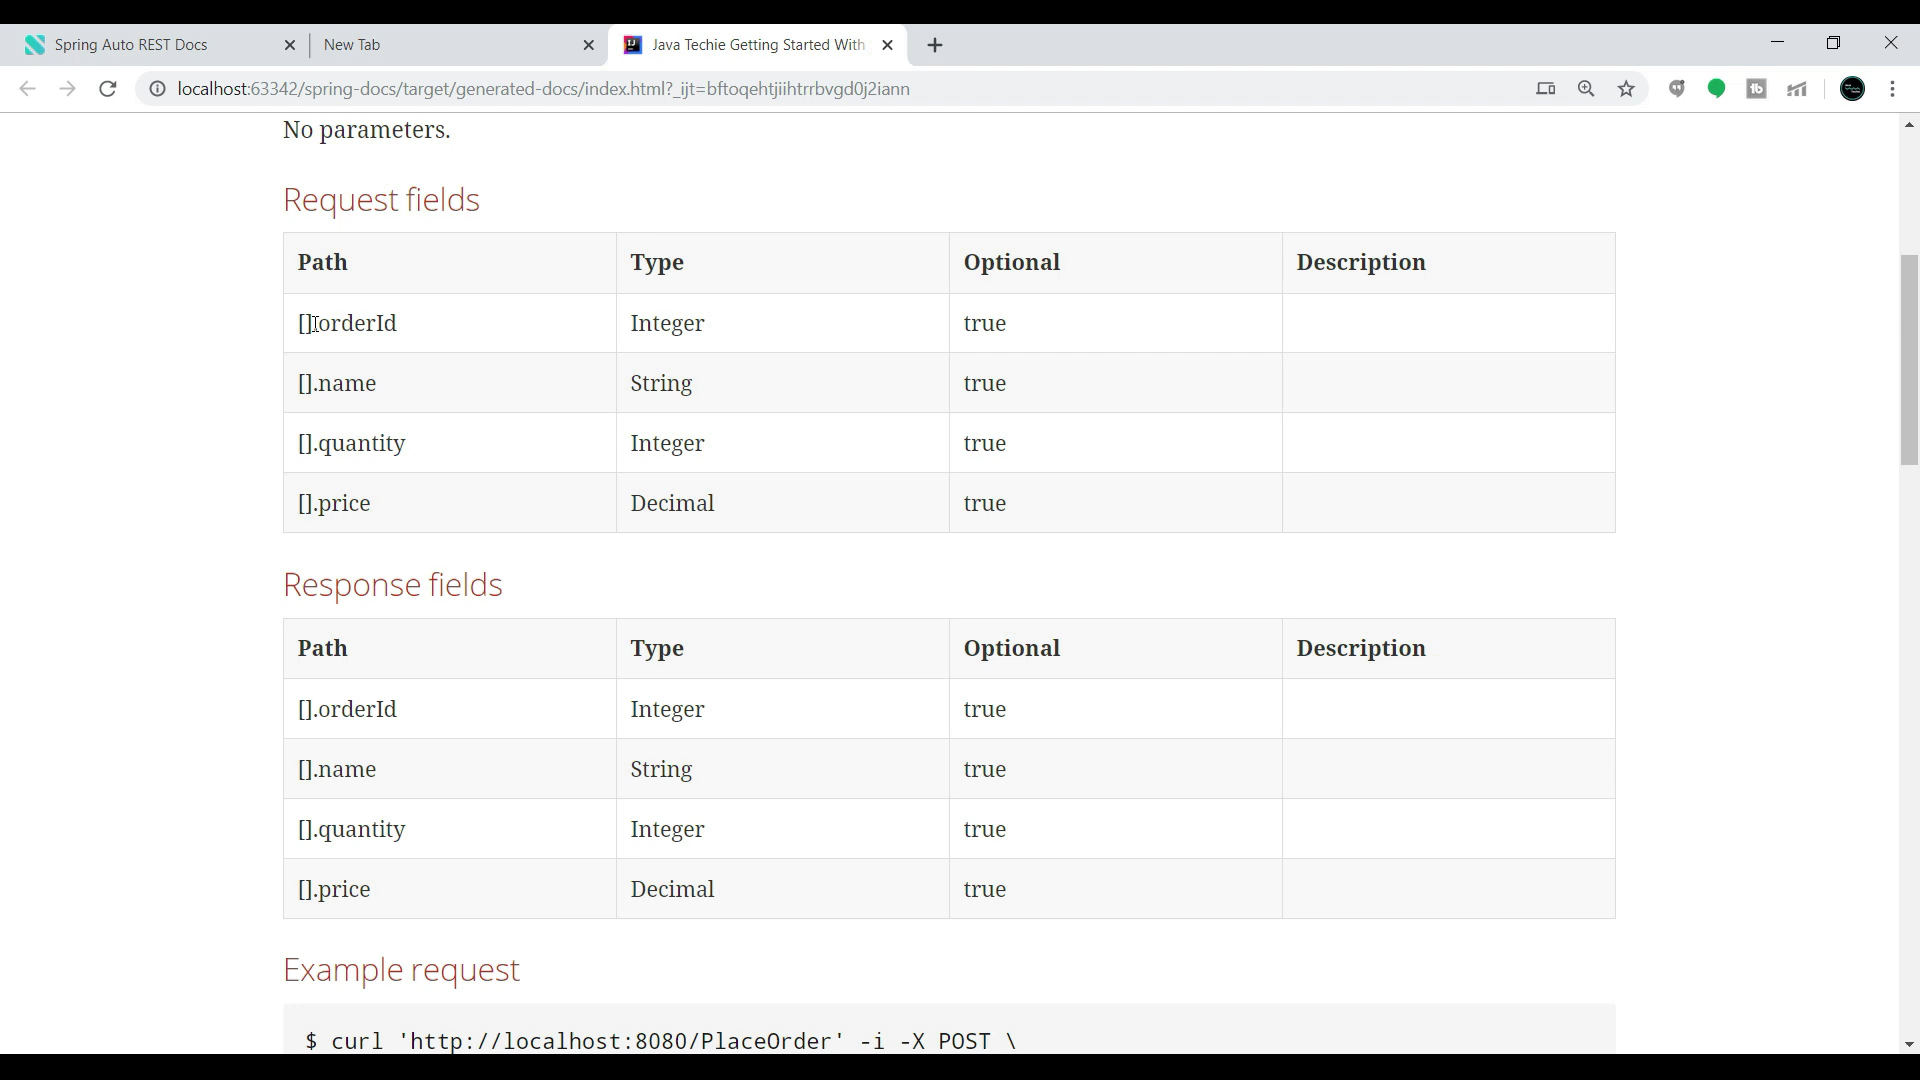 Spring Auto REST Docs
New Tab
Java Techie Getting Started With
localhost:63342/spring-docs/target/generated-docs/index.html?_ijt=bftoqehtjiihtrrbvgd0j2iann
No parameters.
Request fields
Path Type Optional Description
[].orderId Integer true
[].name String true
[].quantity Integer true
[].price Decimal true
Response fields
Path Type Optional Description
[].orderId Integer true
[].name String true
[].quantity Integer true
[].price Decimal true
Example request
$ curl 'http://localhost:8080/PlaceOrder' -i -X POST \